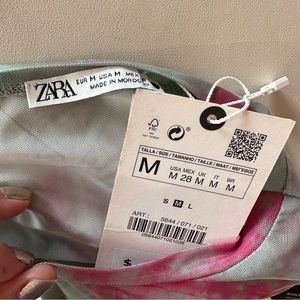 ZARA
EUR M USA M MEX
MADE IN MOROCCO
FSC
TALLA / SIZE / TAMANHO / TAILLE / MAAT /
M
USA MEX UK IT BR
M 28 M M M
S M L
ART.:
5644 / 071 / 021
$